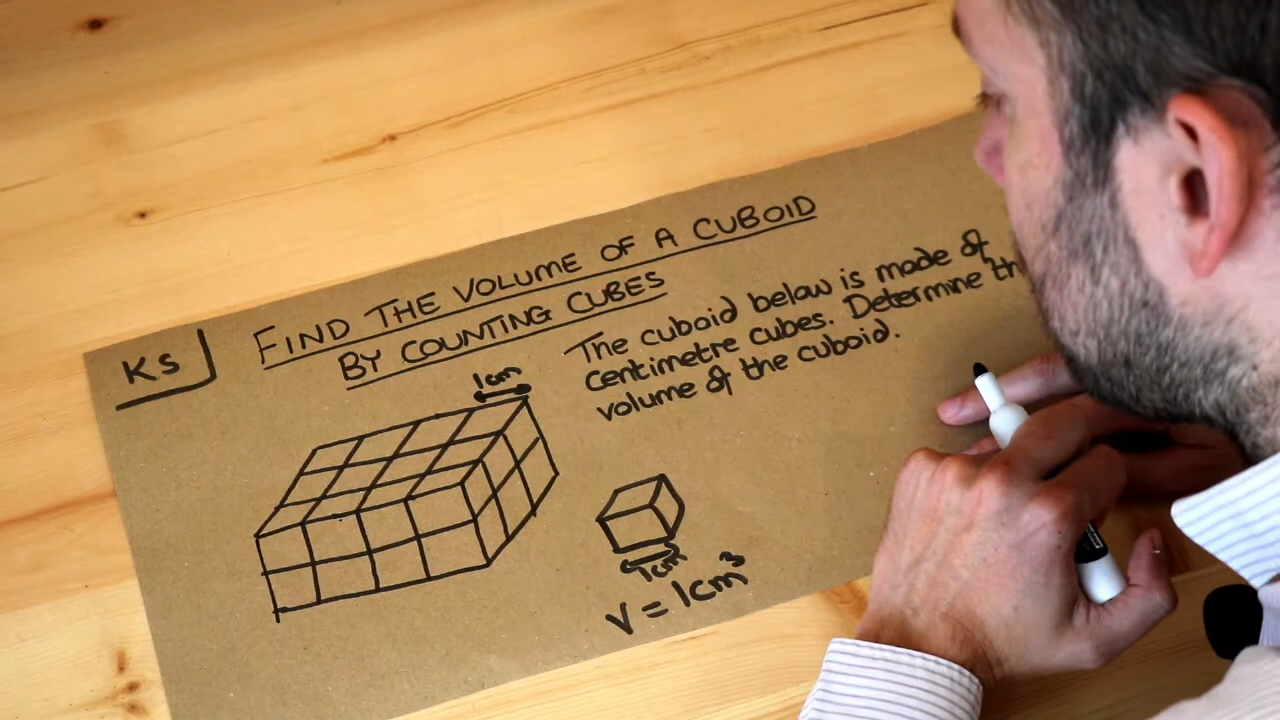 KS
FIND THE VOLUME OF A CUBOID
BY COUNTING CUBES
The cuboid below is made of
centimetre cubes. Determine
volume of the cuboid.
1cm
1cm
V = 1cm³